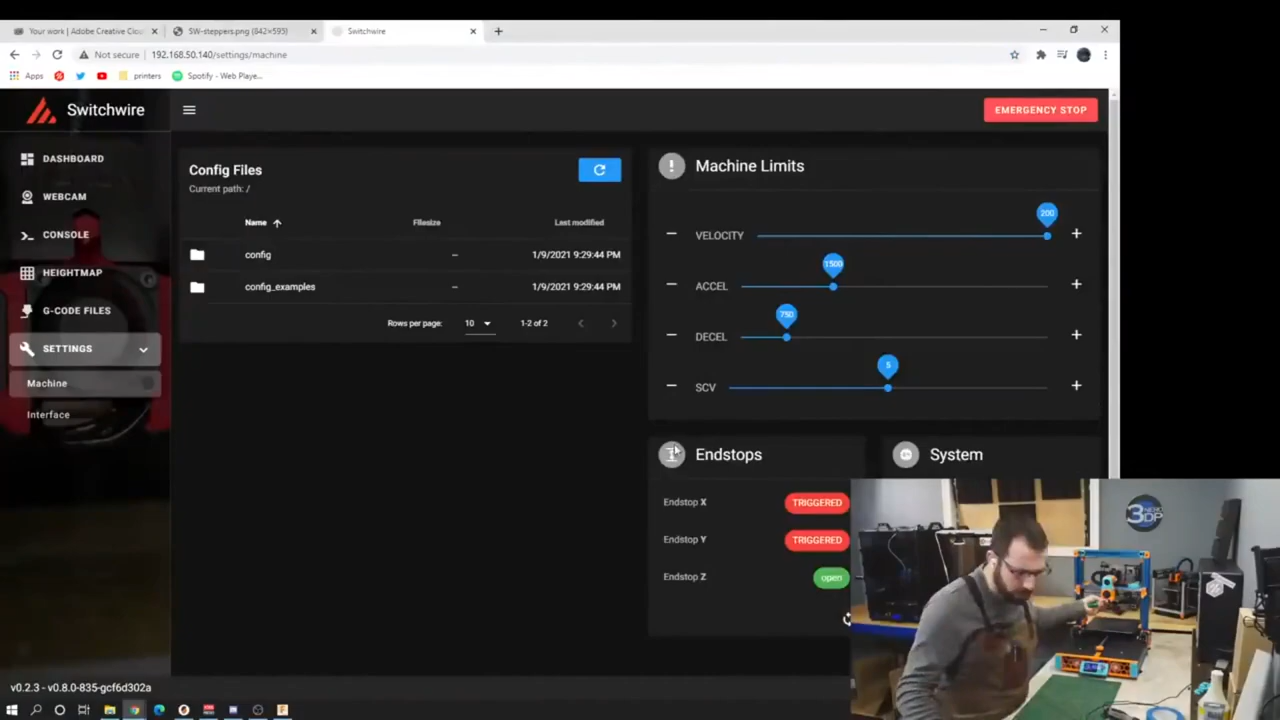 Your work | Adobe Creative Clou
SW-steppers.png (842×595)
Switchwire
Not secure
192.168.50.140/settings/machine
Apps
printers
Spotify - Web Playe...
Switchwire
EMERGENCY STOP
DASHBOARD
WEBCAM
CONSOLE
HEIGHTMAP
G-CODE FILES
SETTINGS
Machine
Interface
v0.2.3 - v0.8.0-835-gcf6d302a
Config Files
Current path: /
Name
Filesize
Last modified
config
--
1/9/2021 9:29:44 PM
config_examples
--
1/9/2021 9:29:44 PM
Rows per page:
10
1-2 of 2
Machine Limits
200
VELOCITY
1500
ACCEL
750
DECEL
5
SCV
Endstops
Endstop X
TRIGGERED
Endstop Y
TRIGGERED
Endstop Z
open
System
3DP